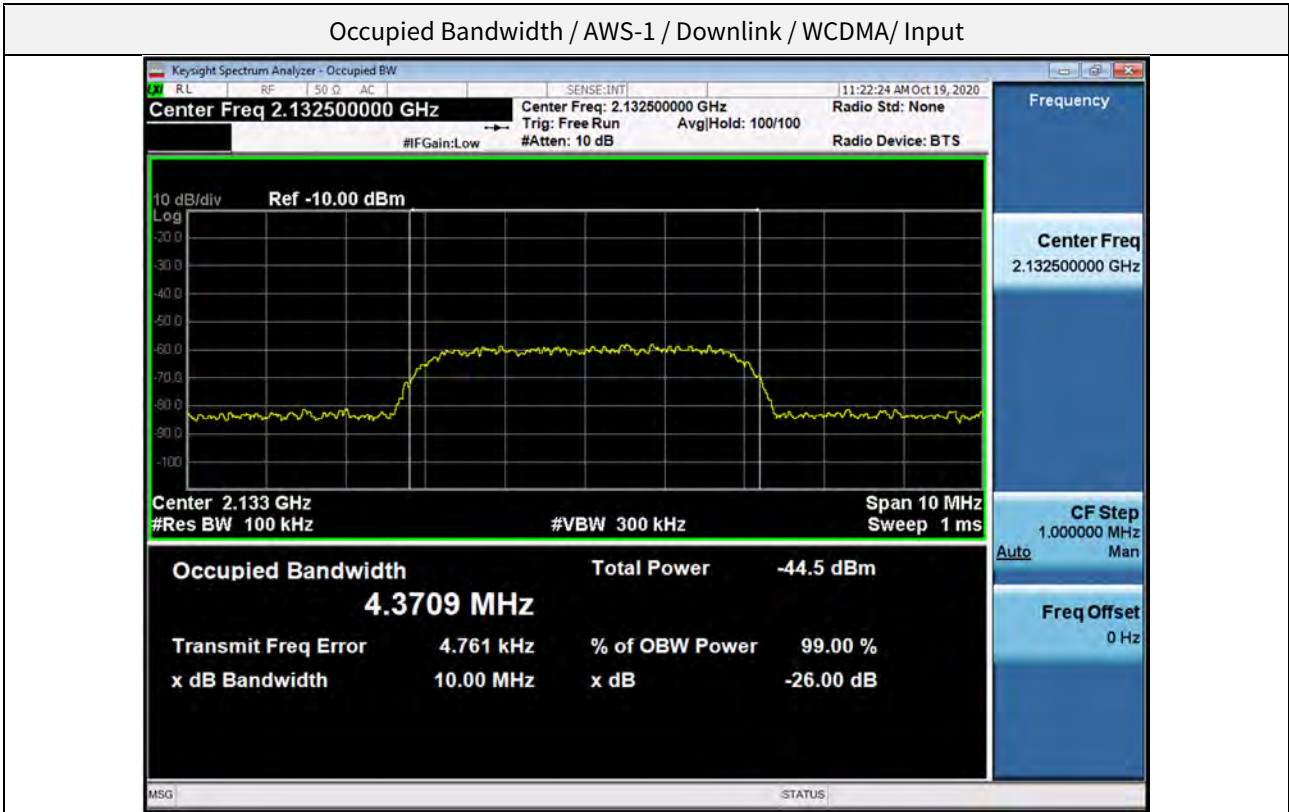 Occupied Bandwidth / AWS-1 / Downlink / WCDMA/ Input
Keysight Spectrum Analyzer - Occupied BW
LXI RL RF 50 Ω AC SENSE:INT 11:22:24 AM Oct 19, 2020
Center Freq 2.132500000 GHz Center Freq: 2.132500000 GHz Radio Std: None
Trig: Free Run Avg|Hold: 100/100
#IFGain:Low #Atten: 10 dB Radio Device: BTS
Frequency
10 dB/div Ref -10.00 dBm
Log
-20.0
-30.0
-40.0
-50.0
-60.0
-70.0
-80.0
-90.0
-100
Center 2.133 GHz Span 10 MHz
#Res BW 100 kHz #VBW 300 kHz Sweep 1 ms
Center Freq
2.132500000 GHz
CF Step
1.000000 MHz
Auto Man
Freq Offset
0 Hz
Occupied Bandwidth Total Power -44.5 dBm
4.3709 MHz
Transmit Freq Error 4.761 kHz % of OBW Power 99.00 %
x dB Bandwidth 10.00 MHz x dB -26.00 dB
MSG STATUS